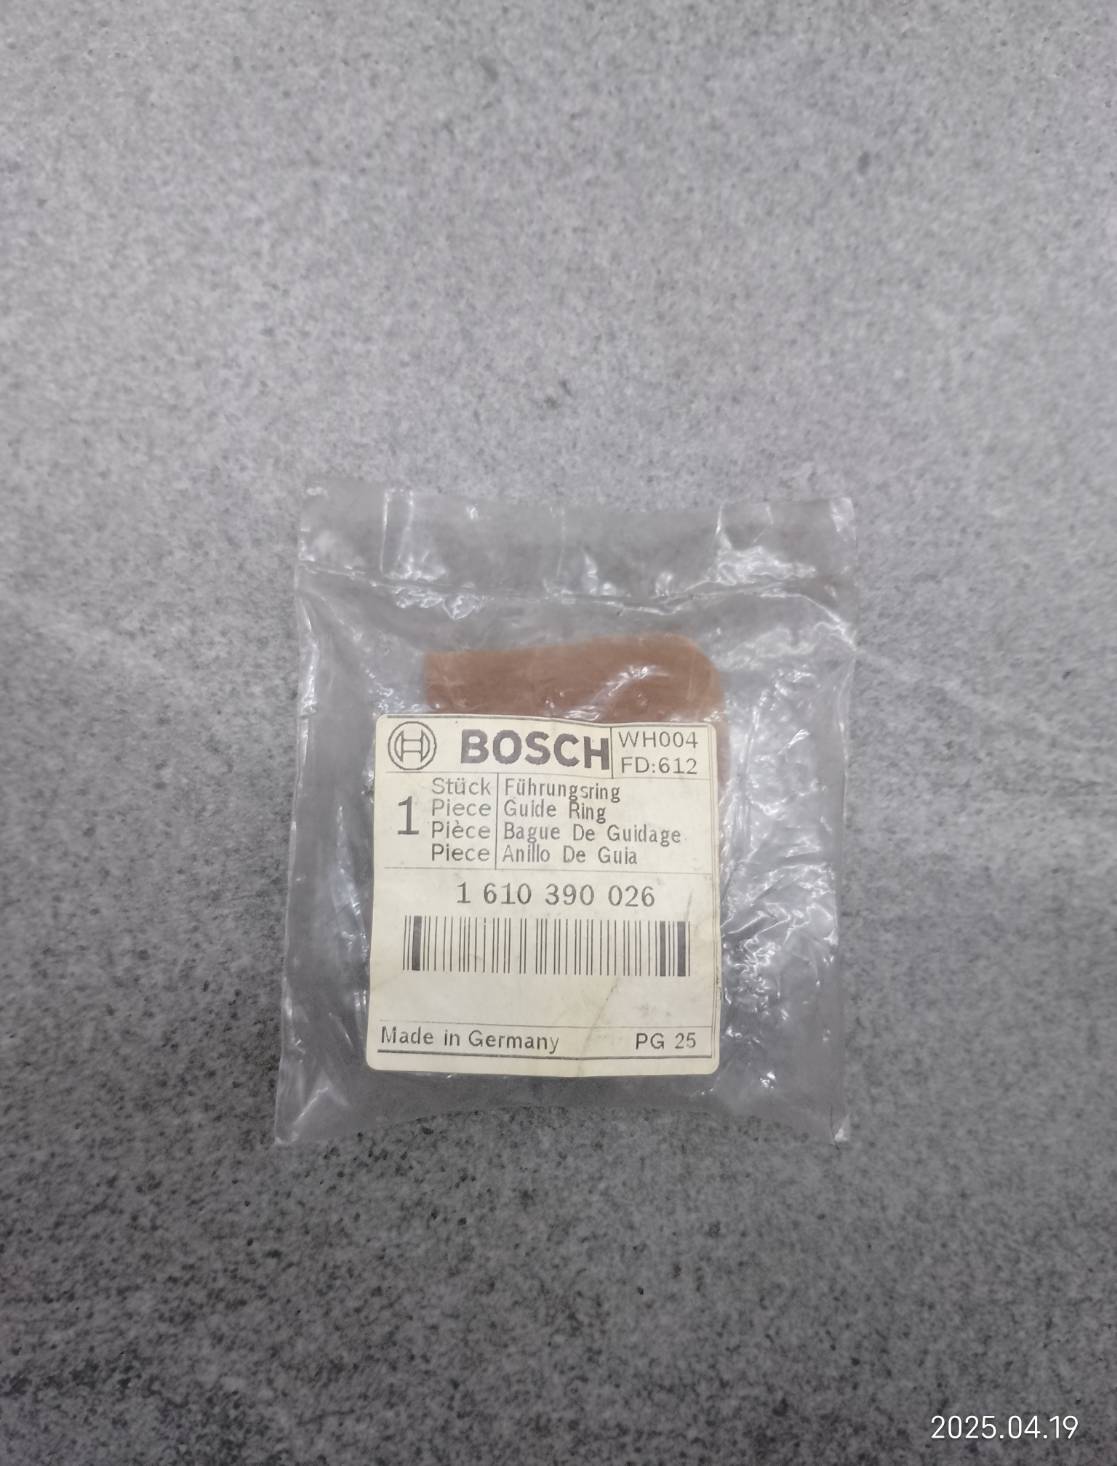 BOSCH
WH004
FD:612
1
Stück Führungsring
Piece Guide Ring
Pièce Bague De Guidage
Piece Anillo De Guia
1 610 390 026
Made in Germany PG 25
2025.04.19